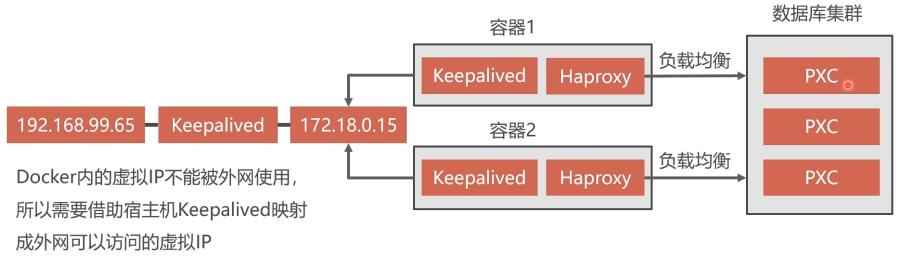 数据库集群
容器1
Keepalived
Haproxy
负载均衡
PXC
192.168.99.65
Keepalived
172.18.0.15
PXC
容器2
Keepalived
Haproxy
负载均衡
PXC
Docker内的虚拟IP不能被外网使用，
所以需要借助宿主机Keepalived映射
成外网可以访问的虚拟IP